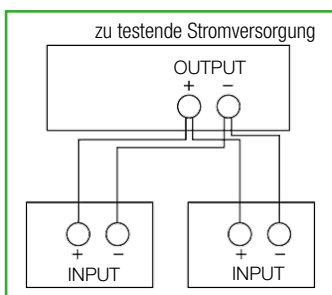 zu testende Stromversorgung
OUTPUT
+ −
+ −
INPUT
+ −
INPUT